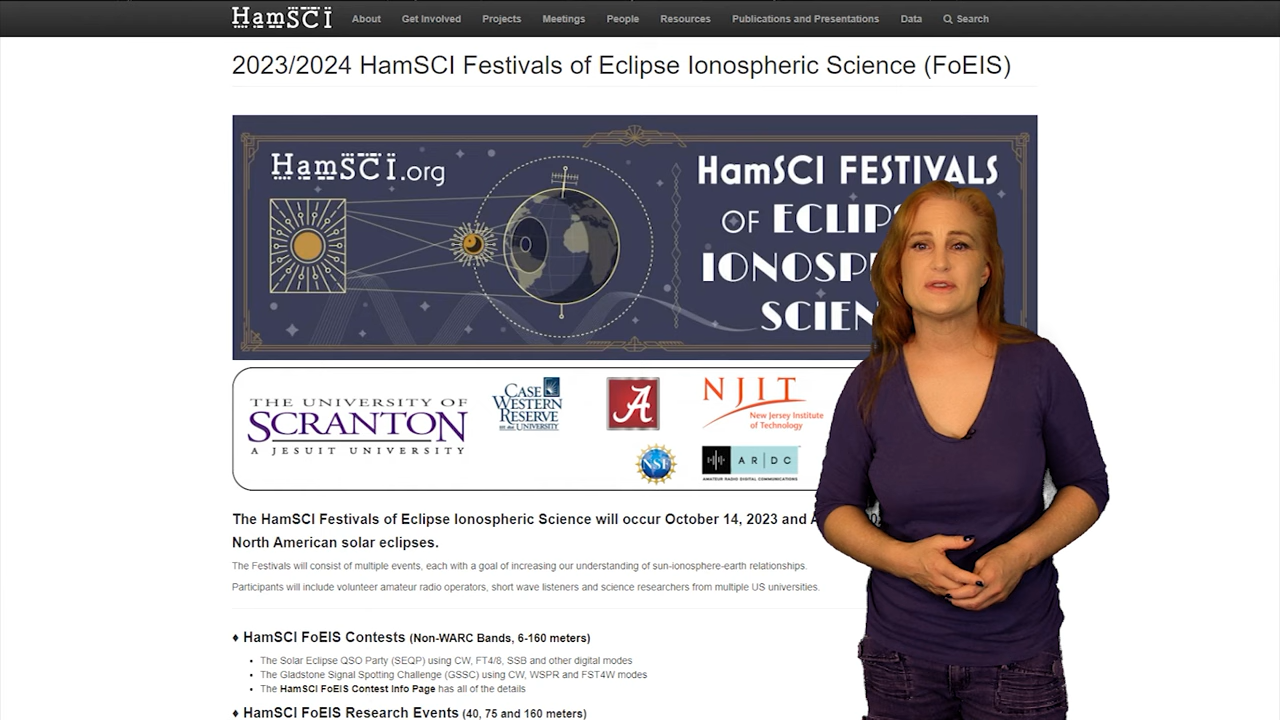 HamSCI About Get Involved Projects Meetings People Resources Publications and Presentations Data Search
2023/2024 HamSCI Festivals of Eclipse Ionospheric Science (FoEIS)
HamSCI.org
HamSCI FESTIVALS
OF
SCIENCE
THE UNIVERSITY OF
SCRANTON
A JESUIT UNIVERSITY
CASE
WESTERN
RESERVE
UNIVERSITY
A
NJIT
New Jersey Institute
of Technology
NSF
ARDC
AMATEUR RADIO DIGITAL COMMUNICATIONS
The HamSCI Festivals of Eclipse Ionospheric Science will occur October 14, 2023 and
North American solar eclipses.
The Festivals will consist of multiple events, each with a goal of increasing our understanding of sun-ionosphere-earth relationships.
Participants will include volunteer amateur radio operators, short wave listeners and science researchers from multiple US universities.
♦ HamSCI FoEIS Contests (Non-WARC Bands, 6-160 meters)
• The Solar Eclipse QSO Party (SEQP) using CW, FT4/8, SSB and other digital modes
• The Gladstone Signal Spotting Challenge (GSSC) using CW, WSPR and FST4W modes
• The HamSCI FoEIS Contest Info Page has all of the details
♦ HamSCI FoEIS Research Events (40, 75 and 160 meters)